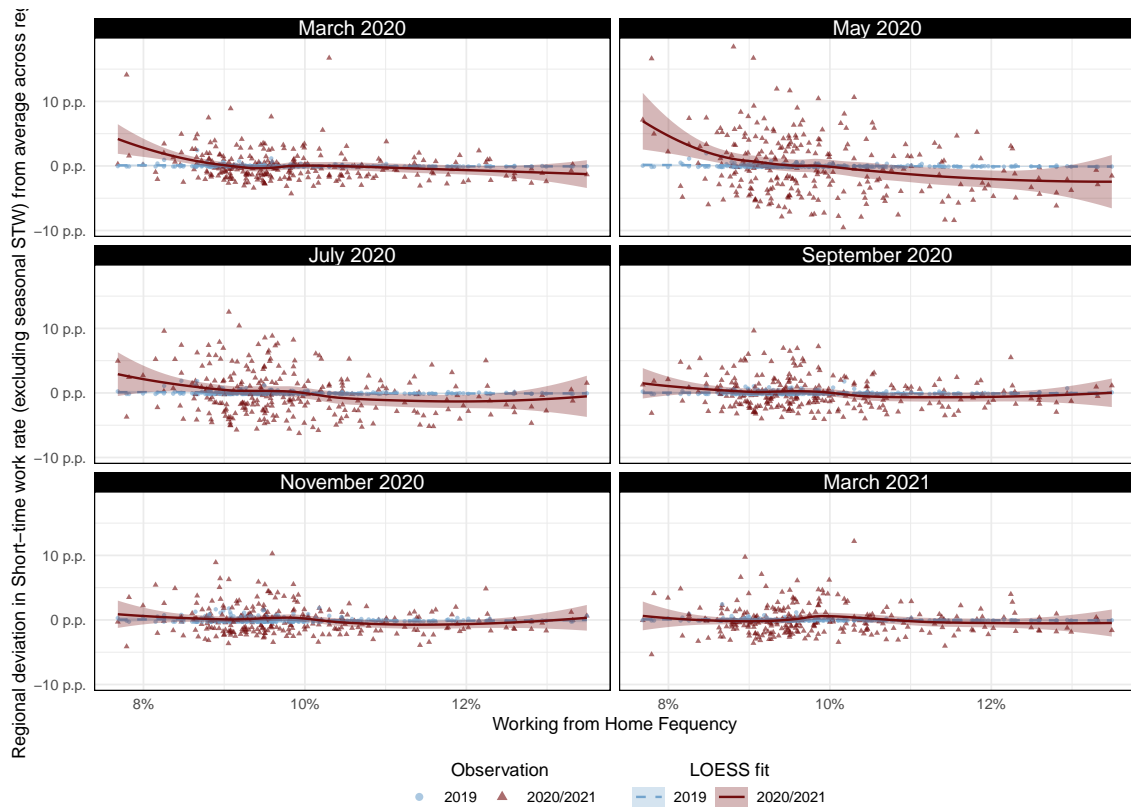 Regional deviation in Short−time work rate (excluding seasonal STW) from average across
March 2020
May 2020
10 p.p.
0 p.p.
−10 p.p.
July 2020
September 2020
10 p.p.
0 p.p.
−10 p.p.
November 2020
March 2021
10 p.p.
0 p.p.
−10 p.p.
8%
10%
12%
8%
10%
12%
Working from Home Fequency
Observation
LOESS fit
2019
2020/2021
2019
2020/2021